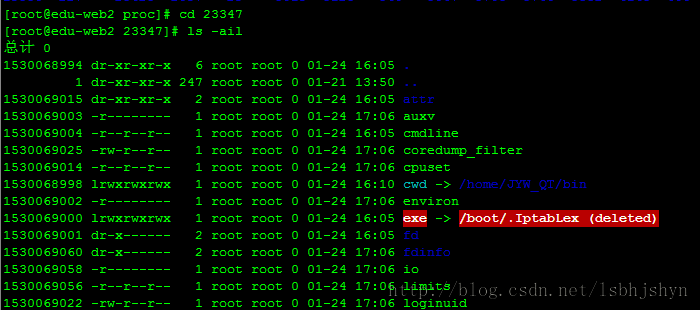 [root@edu-web2 proc]# cd 23347
[root@edu-web2 23347]# ls -ail
总计 0
1530068994 dr-xr-xr-x   6 root root 0 01-24 16:05 .
         1 dr-xr-xr-x 247 root root 0 01-21 13:50 ..
1530069015 dr-xr-xr-x   2 root root 0 01-24 16:05 attr
1530069003 -r--------   1 root root 0 01-24 17:06 auxv
1530069004 -r--r--r--   1 root root 0 01-24 16:05 cmdline
1530069025 -rw-r--r--   1 root root 0 01-24 17:06 coredump_filter
1530069014 -r--r--r--   1 root root 0 01-24 17:06 cpuset
1530068998 lrwxrwxrwx   1 root root 0 01-24 16:10 cwd -> /home/JYK_QT/bin
1530069002 -r--------   1 root root 0 01-24 17:06 environ
1530069000 lrwxrwxrwx   1 root root 0 01-24 16:05 exe -> /boot/.IptabLex (deleted)
1530069001 dr-x------   2 root root 0 01-24 16:05 fd
1530069060 dr-x------   2 root root 0 01-24 17:06 fdinfo
1530069058 -r--------   1 root root 0 01-24 17:06 io
1530069056 -r--r--r--   1 root root 0 01-24 17:06 limits
1530069022 -rw-r--r--   1 root root 0 01-24 17:06 loginuid
http://blog.csdn.net/lsbhjshyn